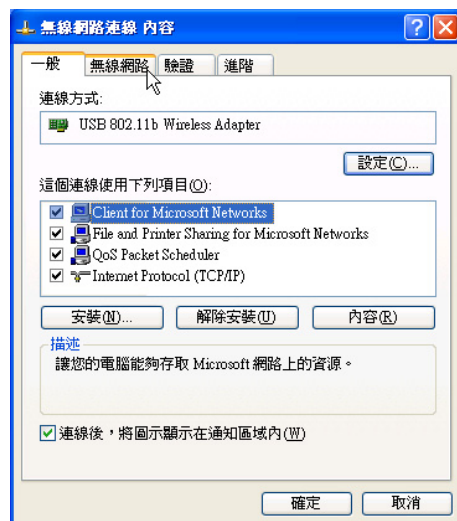 無線網路連線 內容
一般 無線網路 驗證 進階
連線方式:
USB 802.11b Wireless Adapter
設定(C)...
這個連線使用下列項目(O):
Client for Microsoft Networks
File and Printer Sharing for Microsoft Networks
QoS Packet Scheduler
Internet Protocol (TCP/IP)
安裝(N)... 解除安裝(U) 內容(R)
描述
讓您的電腦能夠存取 Microsoft 網路上的資源。
連線後，將圖示顯示在通知區域內(W)
確定 取消